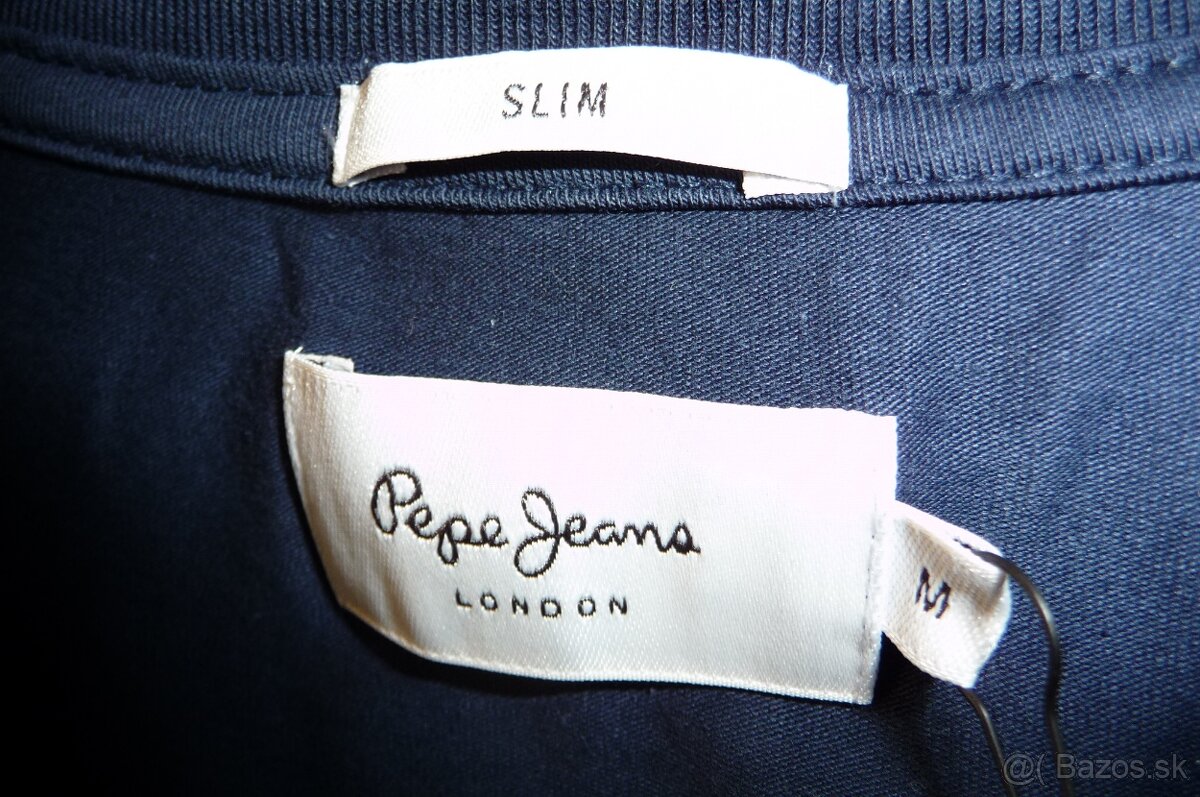 SLIM
Pepe Jeans
LONDON
M
@( Bazos.sk